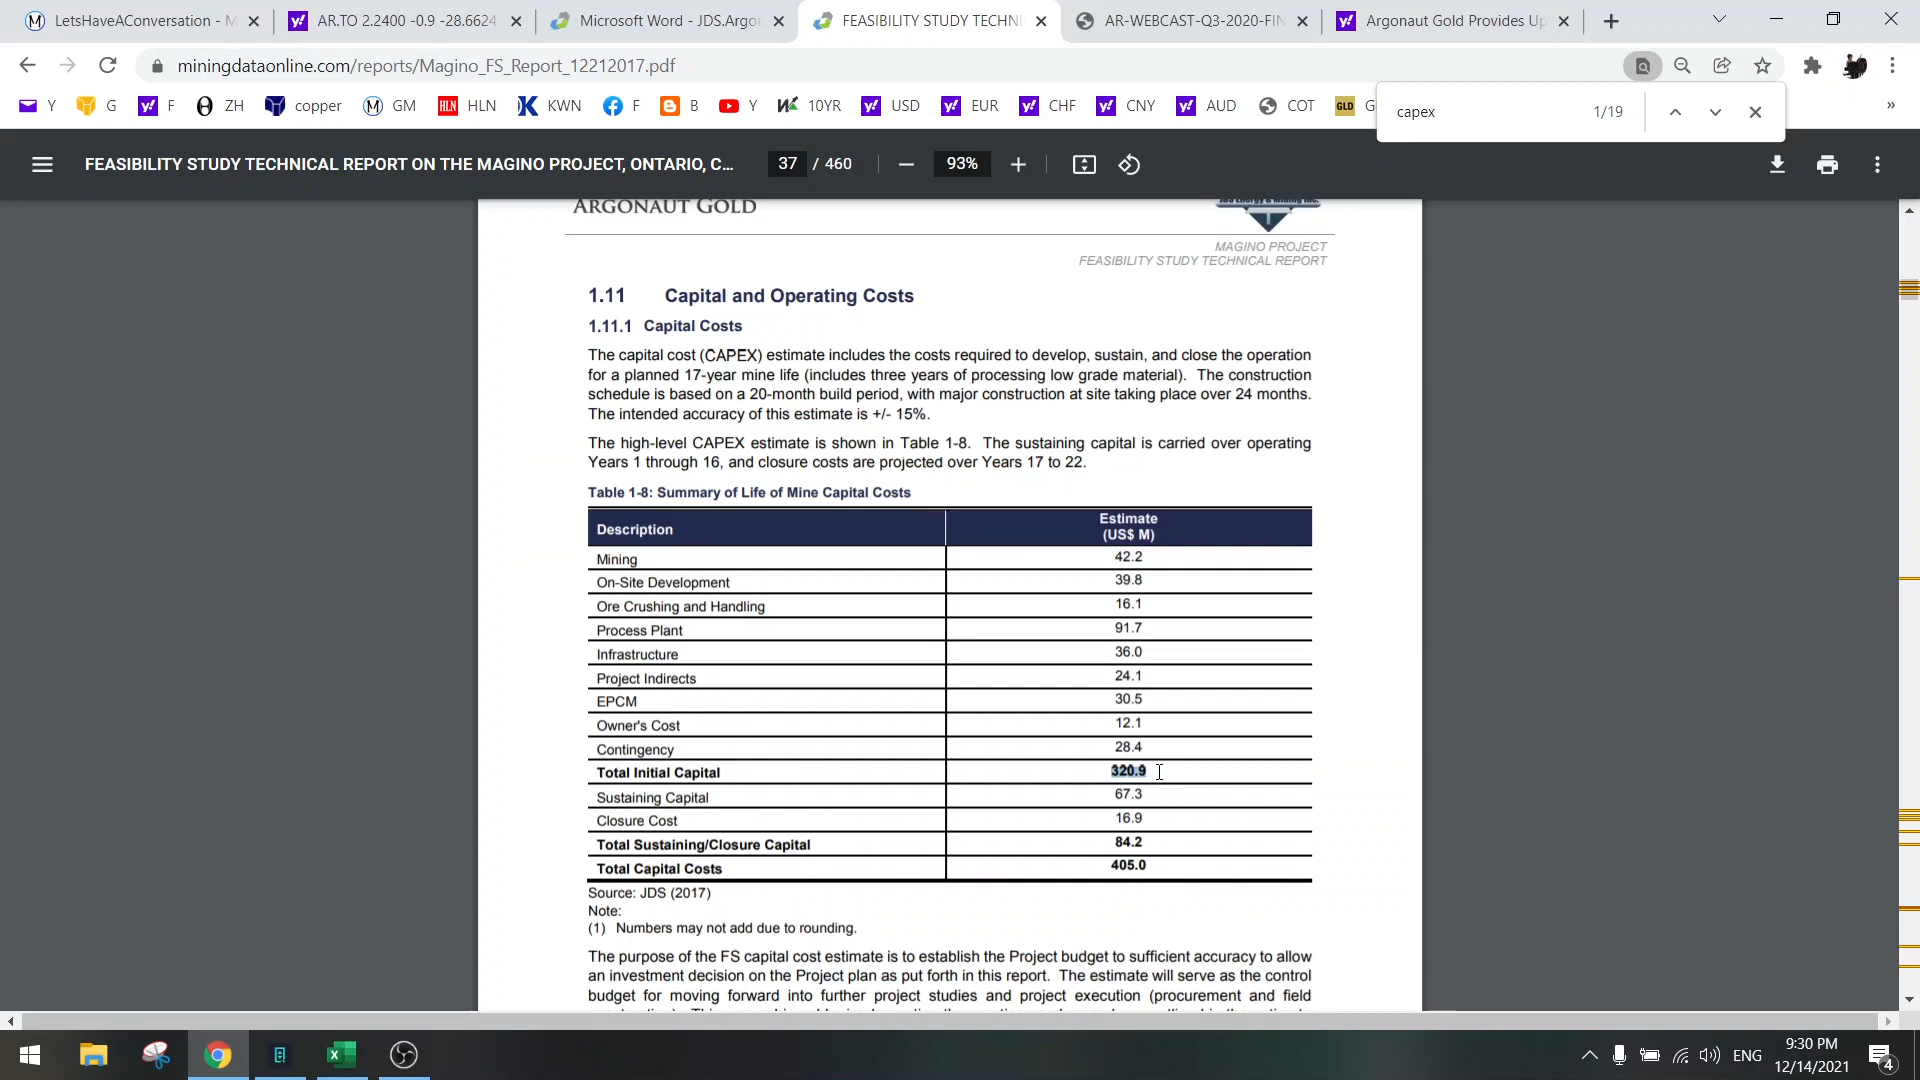 LetsHaveAConversation - M
AR.TO 2.2400 -0.9 -28.6624
Microsoft Word - JDS.Argon
FEASIBILITY STUDY TECHNI
AR-WEBCAST-Q3-2020-FIN
Argonaut Gold Provides Up
miningdataonline.com/reports/Magino_FS_Report_12212017.pdf
Y G F ZH copper GM HLN HLN KWN F B Y 10YR USD EUR CHF CNY AUD COT GLD G »
capex 1/19
FEASIBILITY STUDY TECHNICAL REPORT ON THE MAGINO PROJECT, ONTARIO, C... 37 / 460 93%
ARGONAUT GOLD
JDS Energy & Mining Inc.
MAGINO PROJECT
FEASIBILITY STUDY TECHNICAL REPORT
1.11 Capital and Operating Costs
1.11.1 Capital Costs
The capital cost (CAPEX) estimate includes the costs required to develop, sustain, and close the operation
for a planned 17-year mine life (includes three years of processing low grade material). The construction
schedule is based on a 20-month build period, with major construction at site taking place over 24 months.
The intended accuracy of this estimate is +/- 15%.
The high-level CAPEX estimate is shown in Table 1-8. The sustaining capital is carried over operating
Years 1 through 16, and closure costs are projected over Years 17 to 22.
Table 1-8: Summary of Life of Mine Capital Costs
Description Estimate
(US$ M)
Mining 42.2
On-Site Development 39.8
Ore Crushing and Handling 16.1
Process Plant 91.7
Infrastructure 36.0
Project Indirects 24.1
EPCM 30.5
Owner's Cost 12.1
Contingency 28.4
Total Initial Capital 320.9
Sustaining Capital 67.3
Closure Cost 16.9
Total Sustaining/Closure Capital 84.2
Total Capital Costs 405.0
Source: JDS (2017)
Note:
(1) Numbers may not add due to rounding.
The purpose of the FS capital cost estimate is to establish the Project budget to sufficient accuracy to allow
an investment decision on the Project plan as put forth in this report. The estimate will serve as the control
budget for moving forward into further project studies and project execution (procurement and field
ENG
9:30 PM
12/14/2021
4